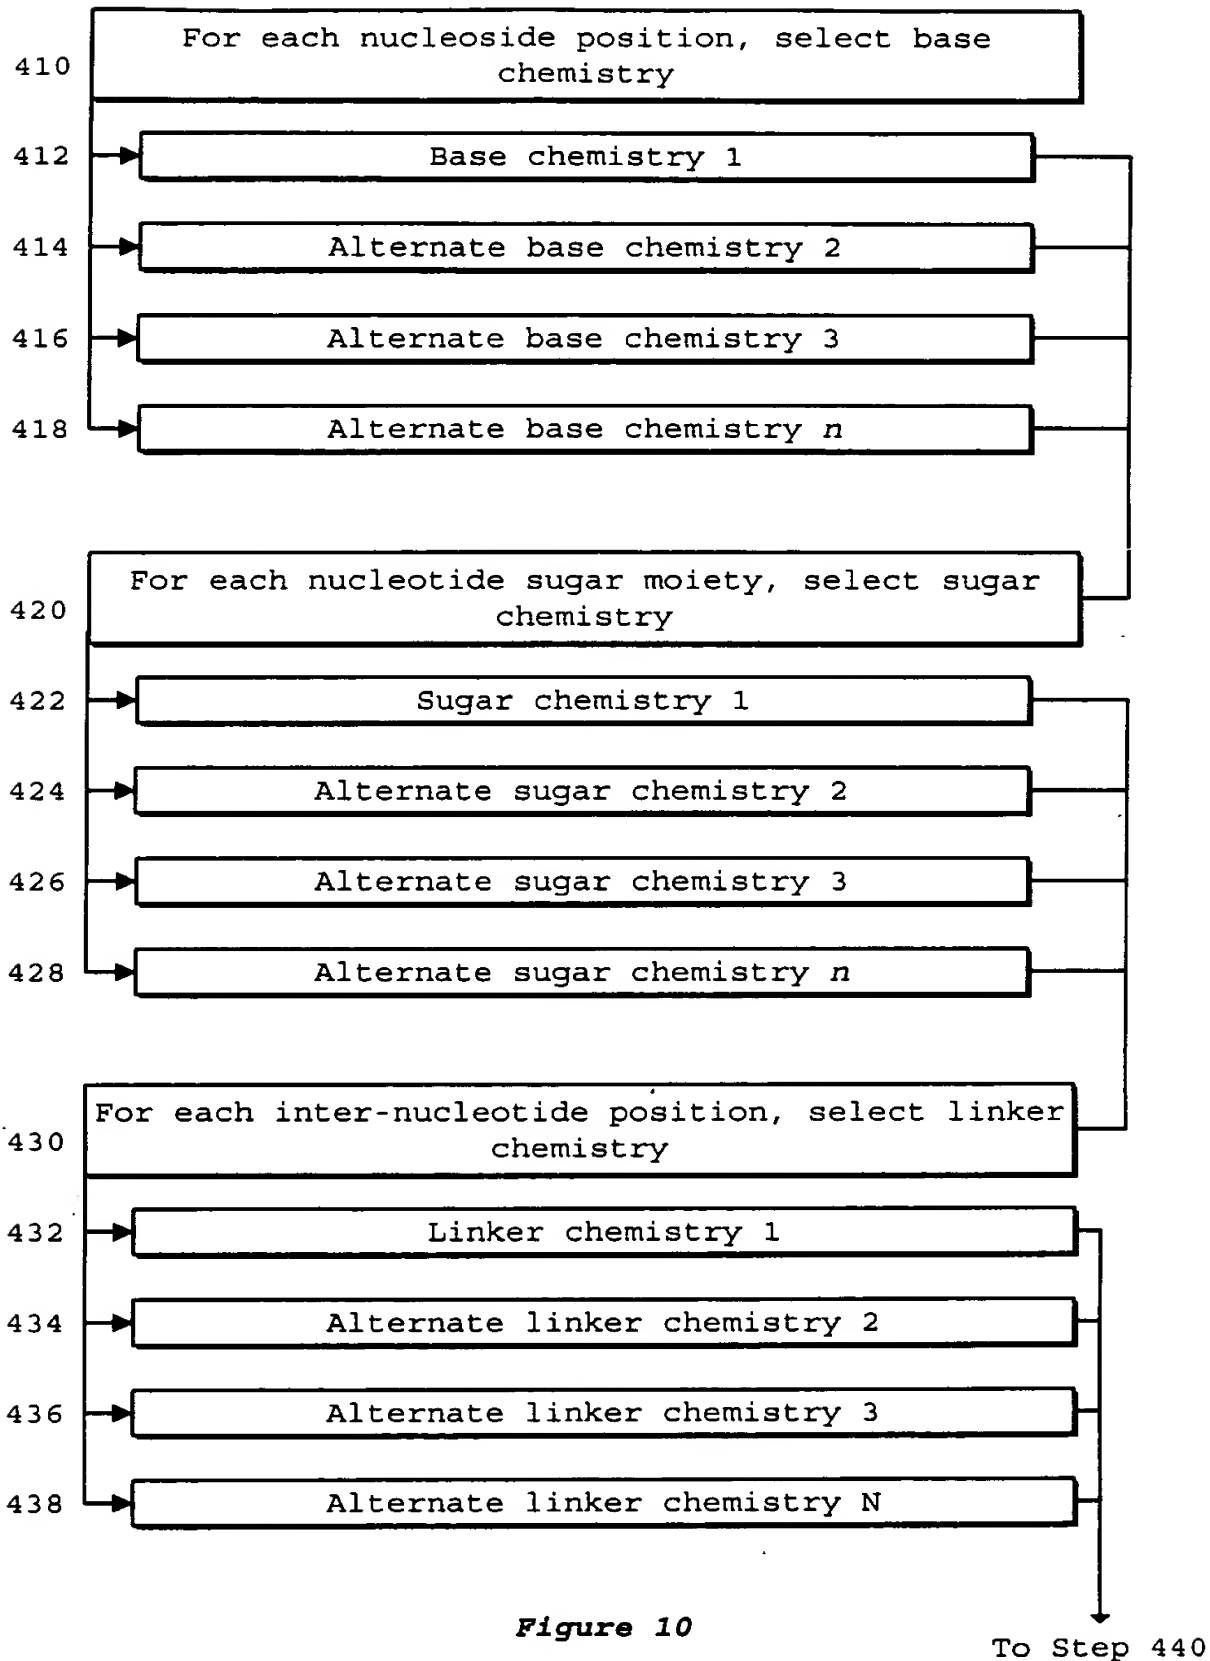 For each nucleoside position, select base
410
chemistry
412
Base chemistry 1
414
Alternate base chemistry 2
416
Alternate base chemistry 3
418
Alternate base chemistry n
For each nucleotide sugar moiety, select sugar
420
chemistry
422
Sugar chemistry 1
424
Alternate sugar chemistry 2
426
Alternate sugar chemistry 3
428
Alternate sugar chemistry n
For each inter-nucleotide position, select linker
430
chemistry
432
Linker chemistry 1
434
Alternate linker chemistry 2
436
Alternate linker chemistry 3
438
Alternate linker chemistry N
Figure 10
To Step 440